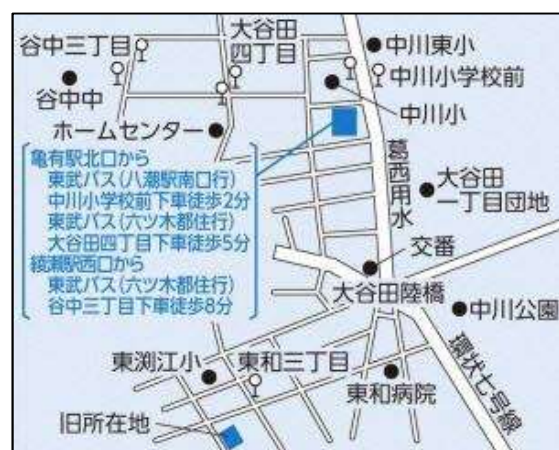 谷中三丁目
大谷田
四丁目
中川東小
中川小学校前
谷中中
中川小
ホームセンター
亀有駅北口から
東武バス(八潮駅南口行)
中川小学校前下車徒歩2分
東武バス(六ツ木都住行)
大谷田四丁目下車徒歩5分
綾瀬駅西口から
東武バス(六ツ木都住行)
谷中三丁目下車徒歩8分
葛西用水
大谷田
一丁目団地
交番
大谷田陸橋
中川公園
環状七号線
東渕江小
東和三丁目
東和病院
旧所在地